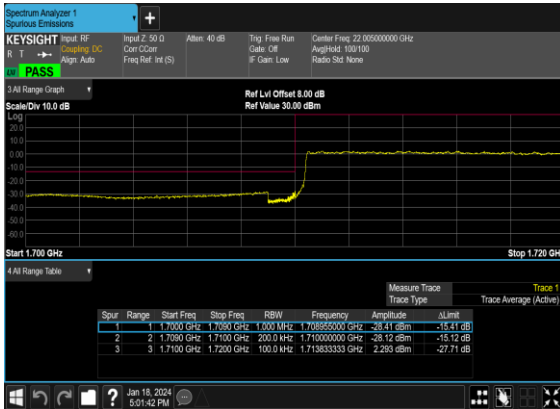 Spectrum Analyzer 1
Spurious Emissions
+
KEYSIGHT Input: RF Input Z: 50 Ω Atten: 40 dB Trig: Free Run Center Freq: 22.005000000 GHz
R T Coupling: DC Corr CCorr Gate: Off Avg|Hold: 100/100
Align: Auto Freq Ref: Int (S) IF Gain: Low Radio Std: None
PASS
3 All Range Graph
Ref Lvl Offset 8.00 dB
Scale/Div 10.0 dB Ref Value 30.00 dBm
Log
20.0
10.0
0.00
-10.0
-20.0
-30.0
-40.0
-50.0
-60.0
Start 1.700 GHz Stop 1.720 GH
4 All Range Table
Measure Trace Trace 1
Trace Type Trace Average (Active)
Spur Range Start Freq Stop Freq RBW Frequency Amplitude ΔLimit
1 1 1.7000 GHz 1.7090 GHz 1.000 MHz 1.708955000 GHz -28.41 dBm -15.41 dB
2 2 1.7090 GHz 1.7100 GHz 200.0 kHz 1.710000000 GHz -28.12 dBm -15.12 dB
3 3 1.7100 GHz 1.7200 GHz 100.0 kHz 1.713833333 GHz 2.293 dBm -27.71 dB
? Jan 18, 2024
5:01:42 PM